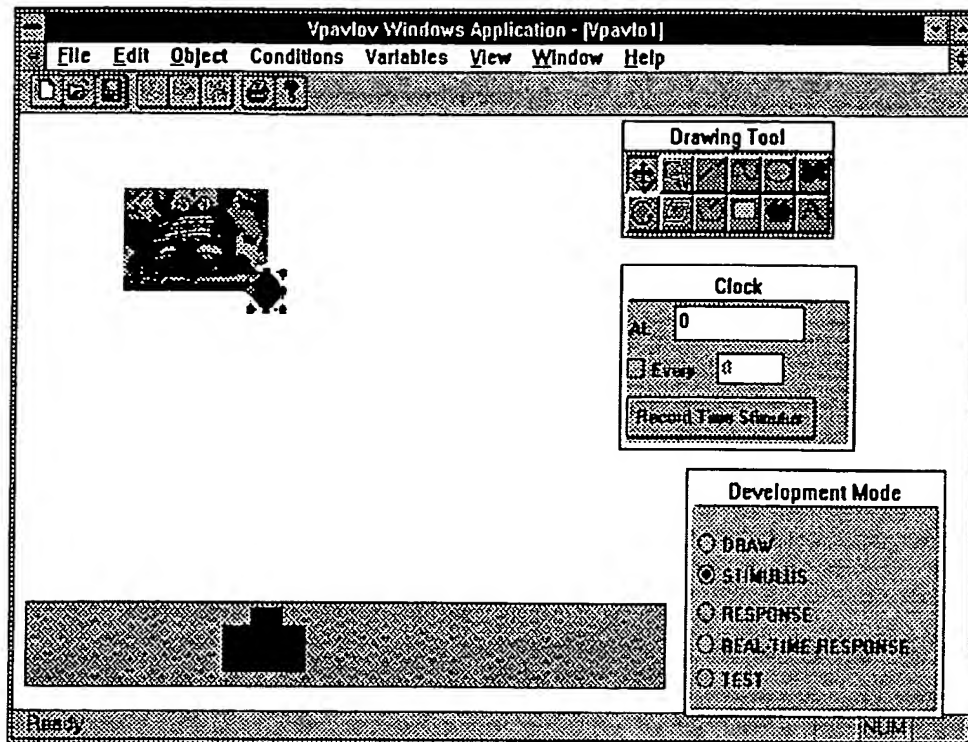 Vpavlov Windows Application - [Vpavlo1]
File Edit Object Conditions Variables View Window Help
Drawing Tool
Clock
At: 0
Every 0
Record Time Stimulus
Development Mode
DRAW
STIMULUS
RESPONSE
REAL-TIME RESPONSE
TEST
Ready NUM